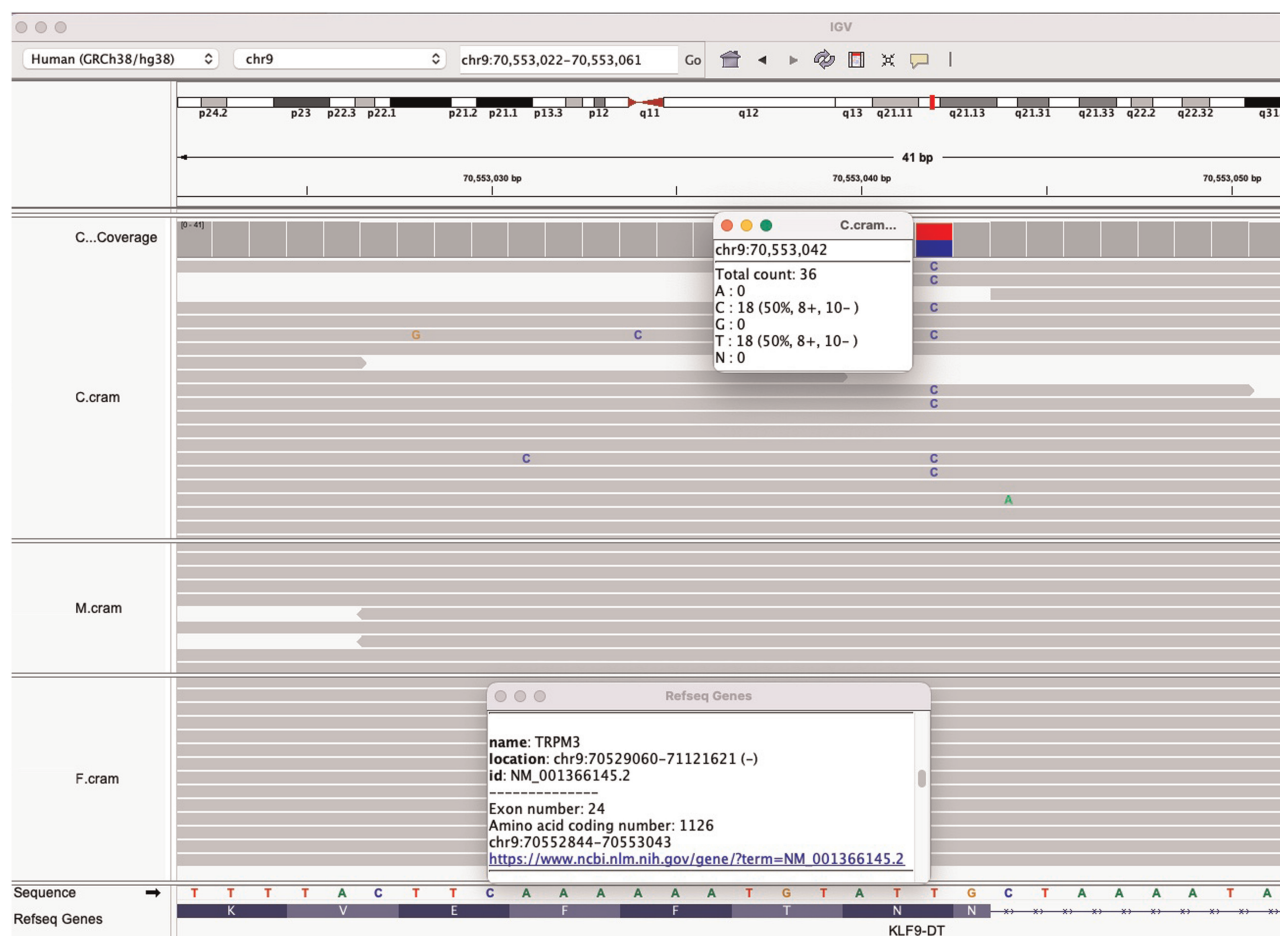 IGV
Human (GRCh38/hg38) chr9 chr9:70,553,022-70,553,061 Go
p24.2 p23 p22.3 p22.1 p21.2 p21.1 p13.3 p12 q11 q12 q13 q21.11 q21.13 q21.31 q21.33 q22.2 q22.32 q31
41 bp
70,553,030 bp 70,553,040 bp 70,553,050 bp
C...Coverage
[0 - 41]
C.cram...
chr9:70,553,042
Total count: 36
A : 0
C : 18 (50%, 8+, 10- )
G : 0
T : 18 (50%, 8+, 10- )
N : 0
C
C
C
G C C
C
C
C.cram
C C
C
A
M.cram
F.cram
Refseq Genes
name: TRPM3
location: chr9:70529060-71121621 (-)
id: NM_001366145.2
--------------
Exon number: 24
Amino acid coding number: 1126
chr9:70552844-70553043
https://www.ncbi.nlm.nih.gov/gene/?term=NM_001366145.2
Sequence T T T T A C T T C A A A A A A T G T A T T G C T A A A A T A
Refseq Genes K V E F F T N N
KLF9-DT